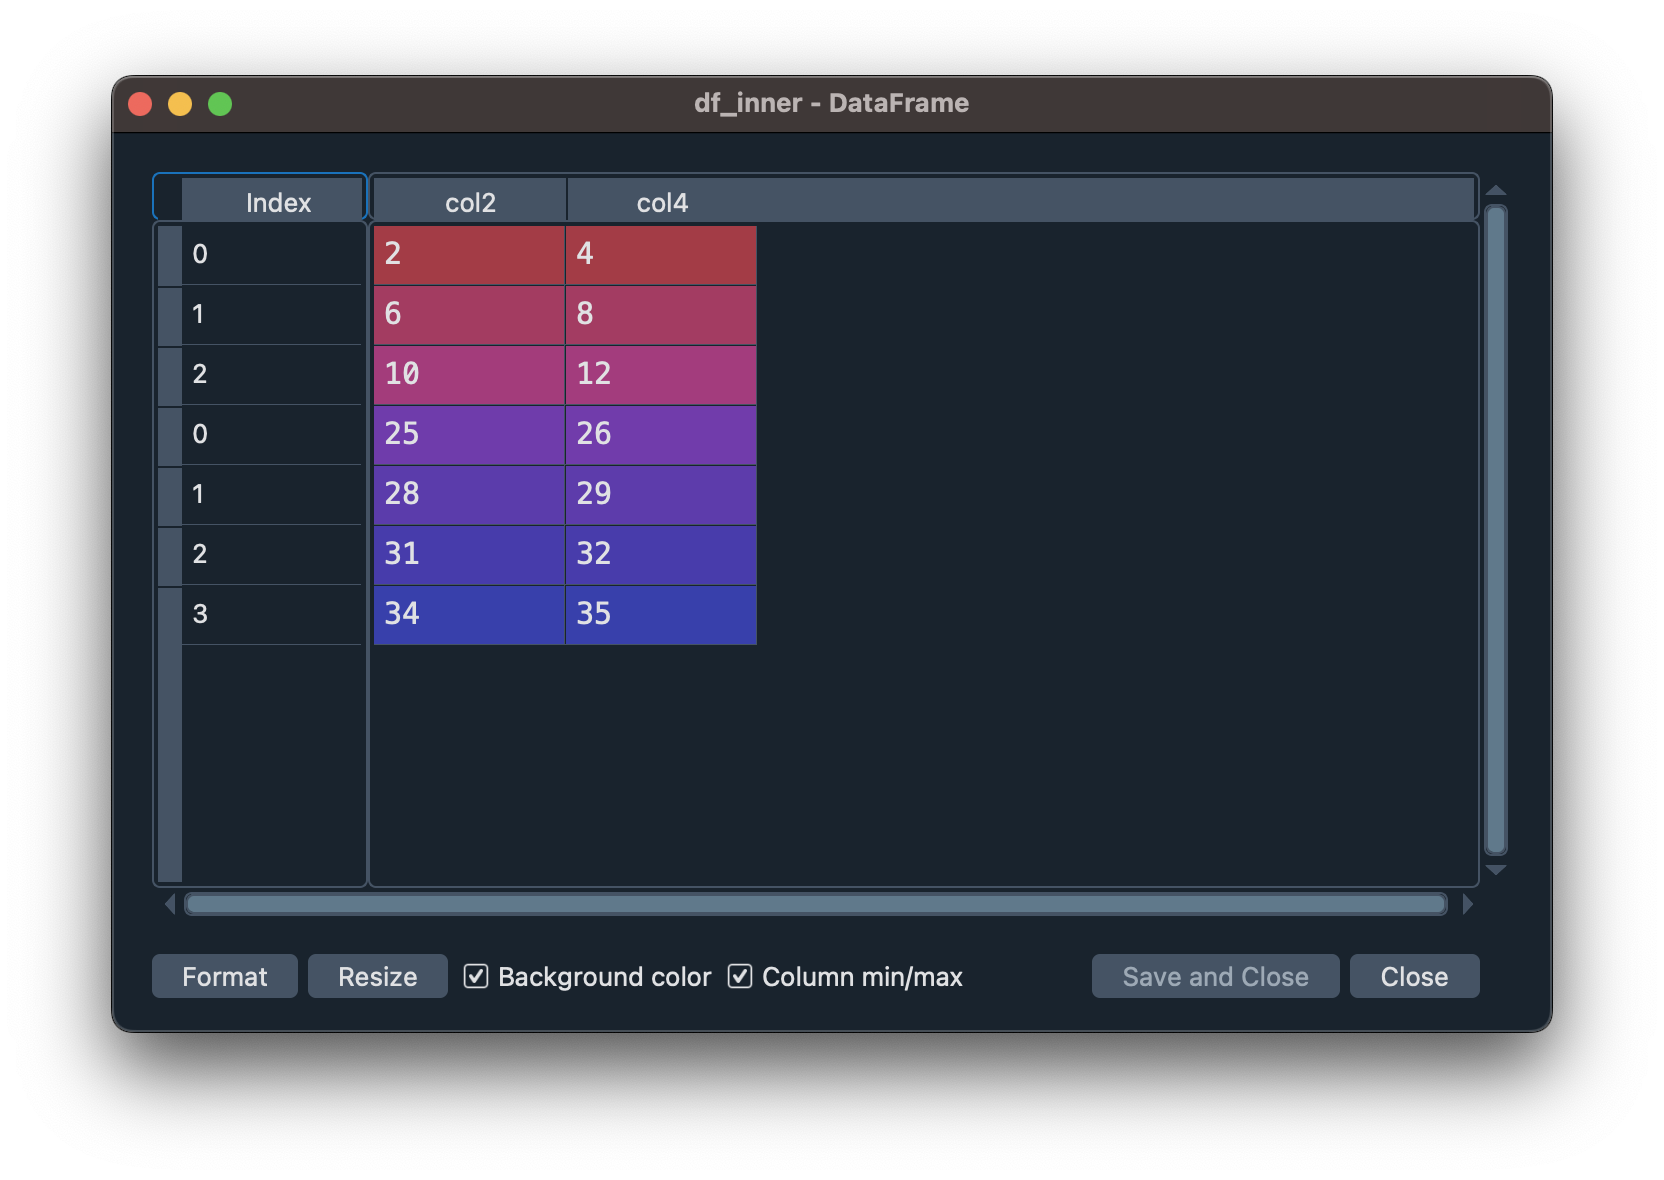 df_inner - DataFrame
Index col2 col4
0 2 4
1 6 8
2 10 12
0 25 26
1 28 29
2 31 32
3 34 35
Format Resize Background color Column min/max Save and Close Close